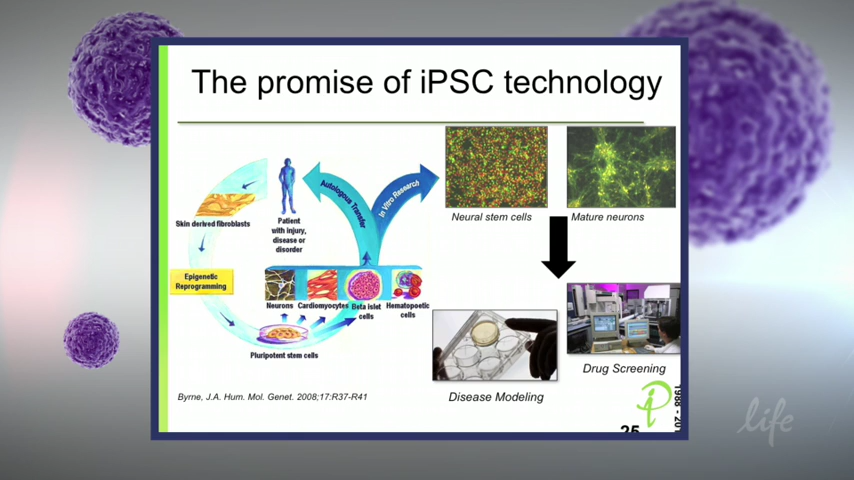 The promise of iPSC technology
Skin derived fibroblasts
Patient
with injury,
disease or
disorder
Autologous Transfer
In Vitro Research
Epigenetic
Reprogramming
Neurons
Cardiomyocytes
Beta islet
cells
Hematopoetic
cells
Pluripotent stem cells
Neural stem cells
Mature neurons
Disease Modeling
Drug Screening
Byrne, J.A. Hum. Mol. Genet. 2008;17:R37-R41
iP
25
life